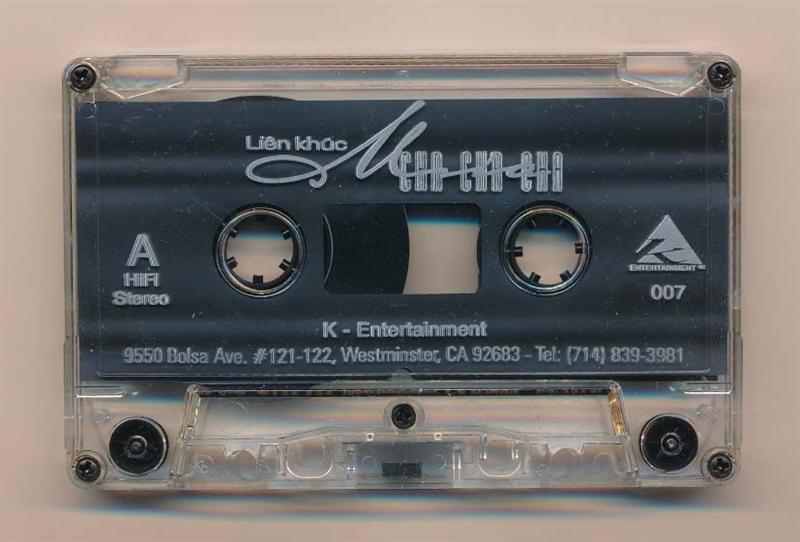 Liên khúc
CHA CHA CHA
A
HiFi
Stereo
ENTERTAINMENT
007
K - Entertainment
9550 Bolsa Ave. #121-122, Westminster, CA 92683 - Tel: (714) 839-3981